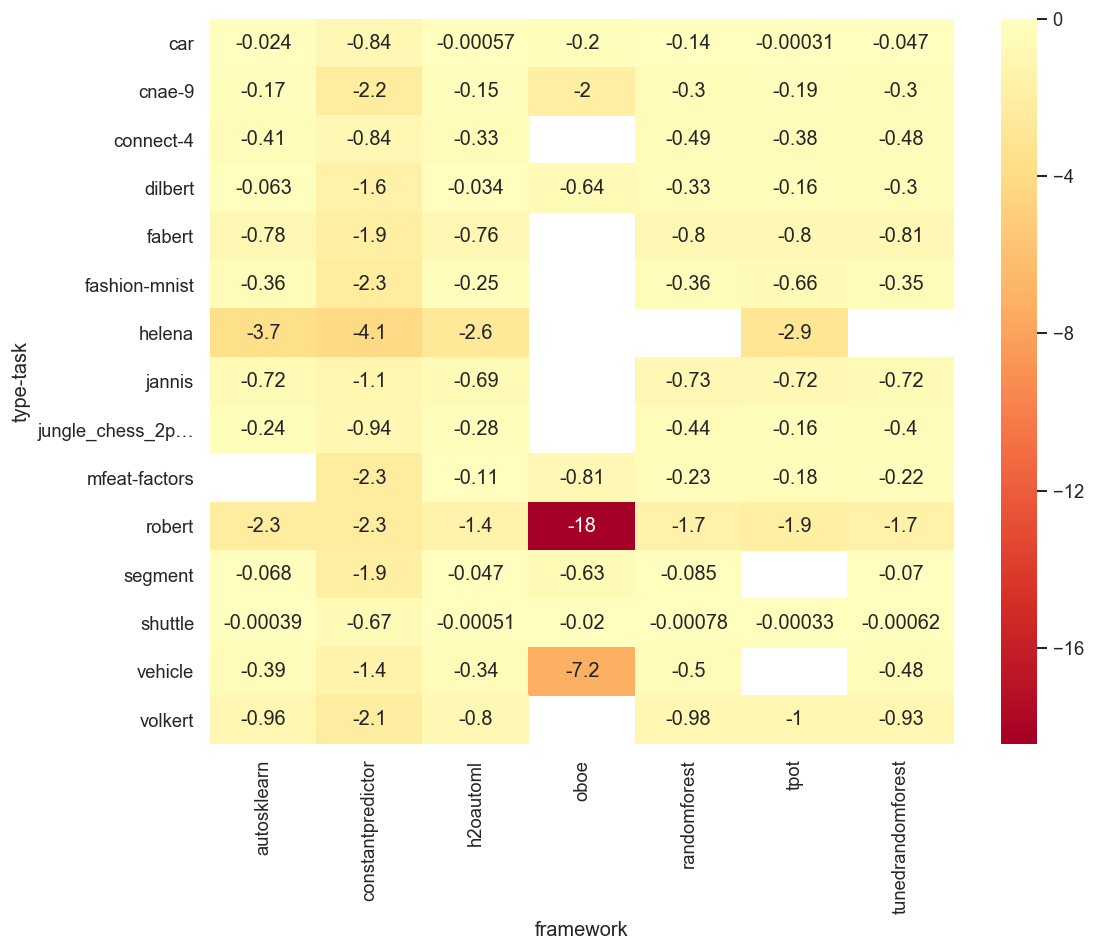 car -0.024 -0.84 -0.00057 -0.2 -0.14 -0.00031 -0.047 0
cnae-9 -0.17 -2.2 -0.15 -2 -0.3 -0.19 -0.3
connect-4 -0.41 -0.84 -0.33 -0.49 -0.38 -0.48
dilbert -0.063 -1.6 -0.034 -0.64 -0.33 -0.16 -0.3 −4
fabert -0.78 -1.9 -0.76 -0.8 -0.8 -0.81
fashion-mnist -0.36 -2.3 -0.25 -0.36 -0.66 -0.35
helena -3.7 -4.1 -2.6 -2.9 −8
type-task
jannis -0.72 -1.1 -0.69 -0.73 -0.72 -0.72
jungle_chess_2p… -0.24 -0.94 -0.28 -0.44 -0.16 -0.4
mfeat-factors -2.3 -0.11 -0.81 -0.23 -0.18 -0.22 −12
robert -2.3 -2.3 -1.4 -18 -1.7 -1.9 -1.7
segment -0.068 -1.9 -0.047 -0.63 -0.085 -0.07
shuttle -0.00039 -0.67 -0.00051 -0.02 -0.00078 -0.00033 -0.00062
vehicle -0.39 -1.4 -0.34 -7.2 -0.5 -0.48 −16
volkert -0.96 -2.1 -0.8 -0.98 -1 -0.93
autosklearn constantpredictor h2oautoml oboe randomforest tpot tunedrandomforest
framework